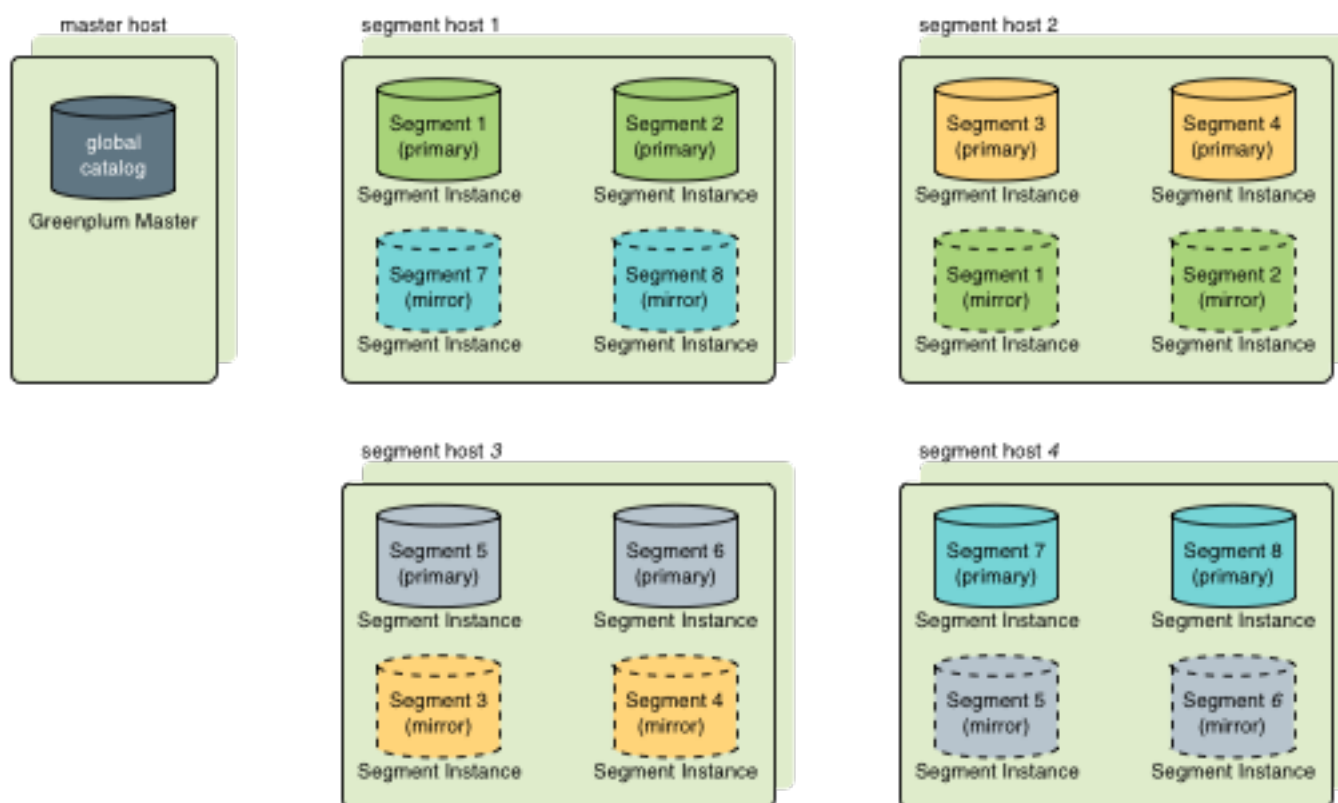 master host
global
catalog
Greenplum Master
segment host 1
Segment 1
(primary)
Segment Instance
Segment 2
(primary)
Segment Instance
Segment 7
(mirror)
Segment Instance
Segment 8
(mirror)
Segment Instance
segment host 2
Segment 3
(primary)
Segment Instance
Segment 4
(primary)
Segment Instance
Segment 1
(mirror)
Segment Instance
Segment 2
(mirror)
Segment Instance
segment host 3
Segment 5
(primary)
Segment Instance
Segment 6
(primary)
Segment Instance
Segment 3
(mirror)
Segment Instance
Segment 4
(mirror)
Segment Instance
segment host 4
Segment 7
(primary)
Segment Instance
Segment 8
(primary)
Segment Instance
Segment 5
(mirror)
Segment Instance
Segment 6
(mirror)
Segment Instance